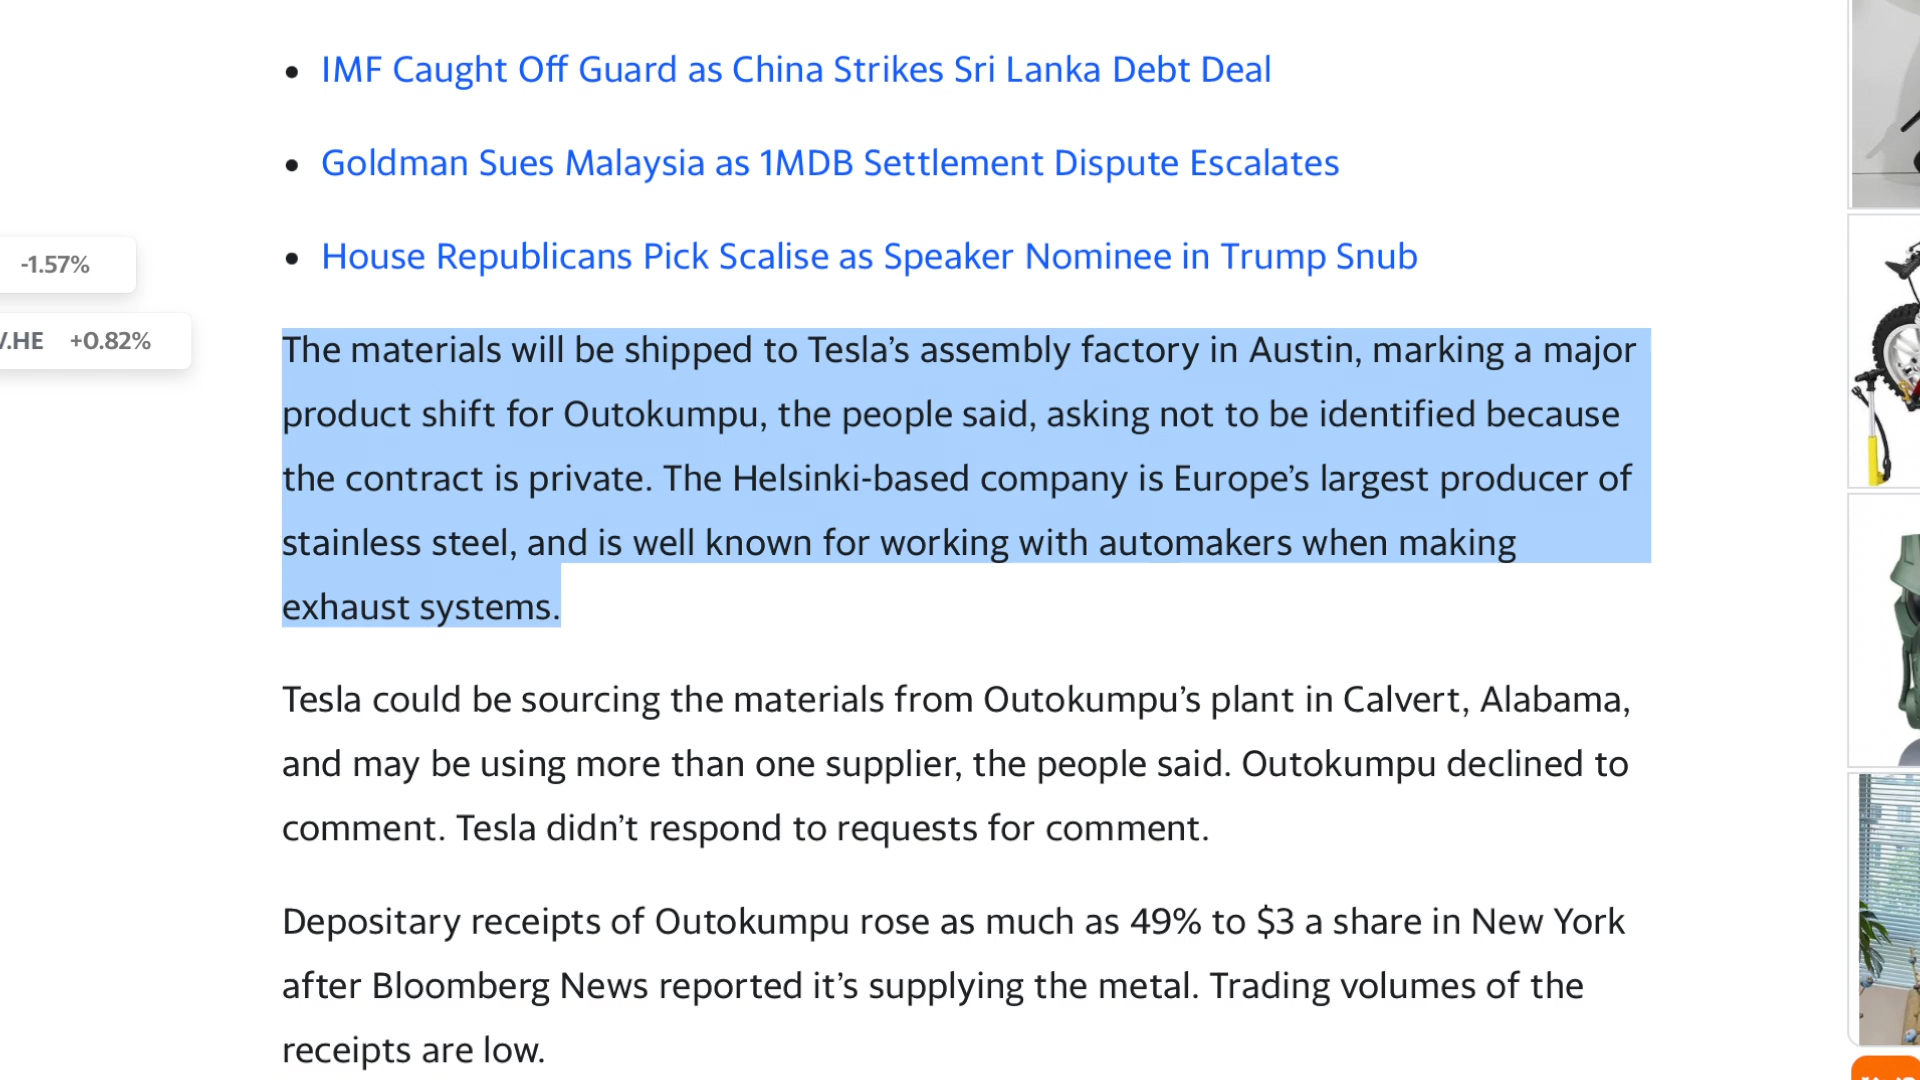 IMF Caught Off Guard as China Strikes Sri Lanka Debt Deal
Goldman Sues Malaysia as 1MDB Settlement Dispute Escalates
-1.57%
House Republicans Pick Scalise as Speaker Nominee in Trump Snub
V.HE +0.82%
The materials will be shipped to Tesla’s assembly factory in Austin, marking a major
product shift for Outokumpu, the people said, asking not to be identified because
the contract is private. The Helsinki-based company is Europe’s largest producer of
stainless steel, and is well known for working with automakers when making
exhaust systems.
Tesla could be sourcing the materials from Outokumpu’s plant in Calvert, Alabama,
and may be using more than one supplier, the people said. Outokumpu declined to
comment. Tesla didn’t respond to requests for comment.
Depositary receipts of Outokumpu rose as much as 49% to $3 a share in New York
after Bloomberg News reported it’s supplying the metal. Trading volumes of the
receipts are low.